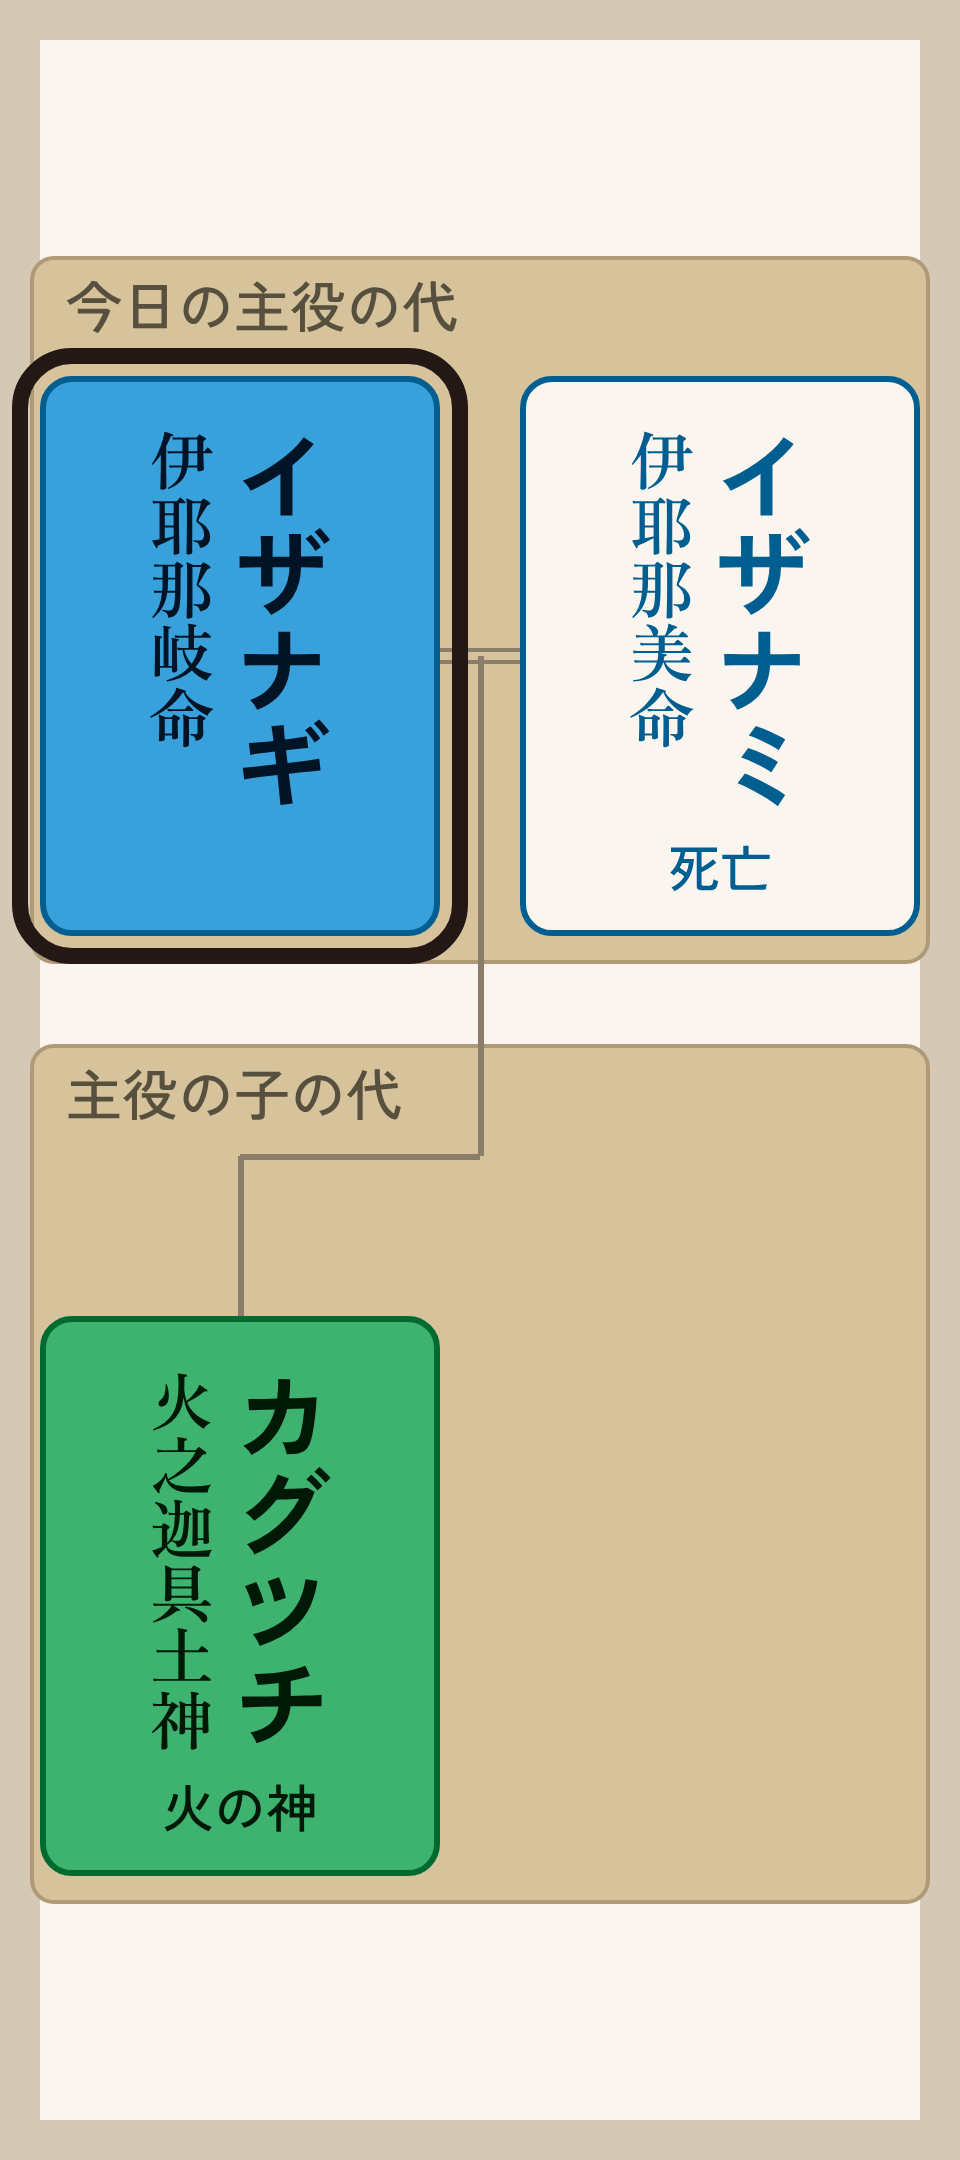 今日の主役の代
イザナギ
伊耶那岐命
イザナミ
伊耶那美命
死亡
主役の子の代
カグツチ
火之迦具土神
火の神